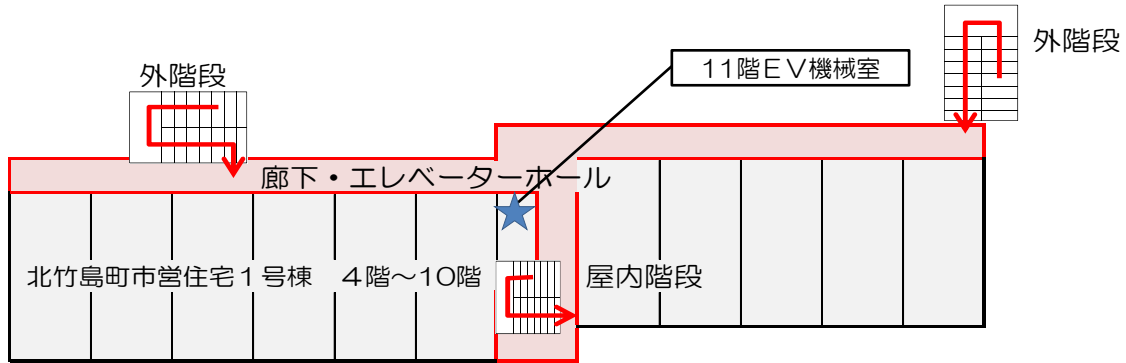 外階段
11階ＥＶ機械室
外階段
廊下・エレベーターホール
北竹島町市営住宅１号棟　４階～10階
屋内階段